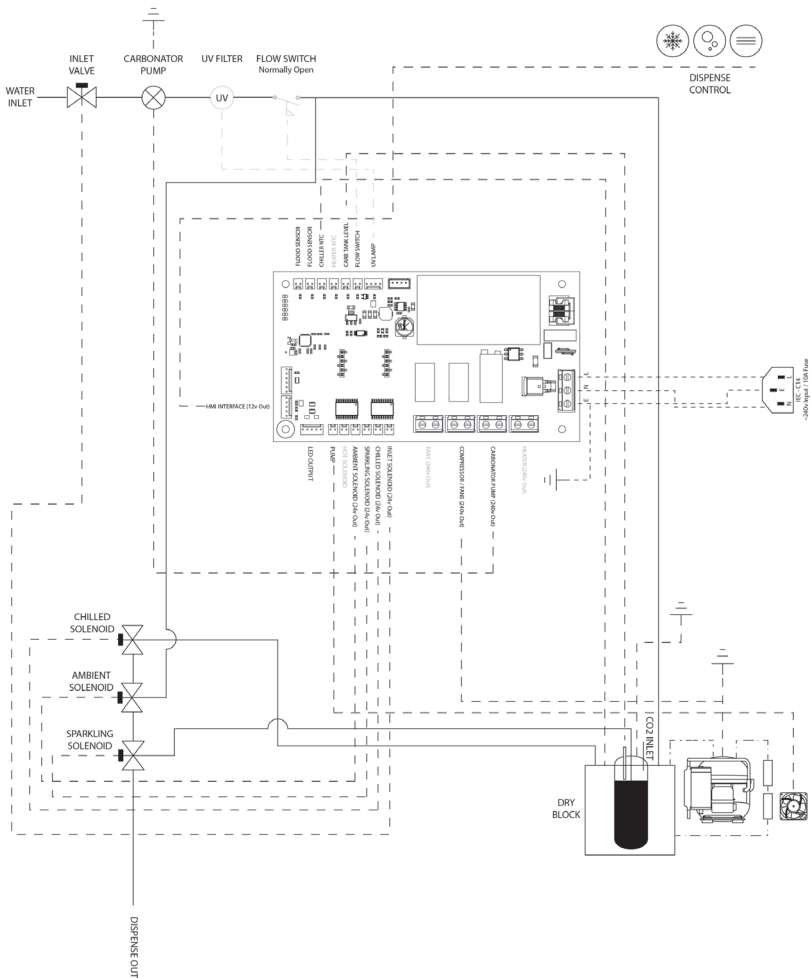 INLET
VALVE
CARBONATOR
PUMP
UV FILTER
FLOW SWITCH
Normally Open
WATER
INLET
UV
DISPENSE
CONTROL
FLOOD SENSOR
FLOOD SENSOR
CHILLER NTC
HEATER NTC
CARB TANK LEVEL
FLOW SWITCH
UV LAMP
L
N
E
L
E
N
IEC - C14
~240v Input / 10A Fuse
HMI INTERFACE (12v Out)
LED OUTPUT
PUMP
HOT SOLENOID
AMBIENT SOLENOID (24v Out)
SPARKLING SOLENOID (24v Out)
CHILLED SOLENOID (24v Out)
INLET SOLENOID (24v Out)
FANS (240v Out)
COMPRESSOR / FANS (240v Out)
CARBONATOR PUMP (240v Out)
HEATER (240v Out)
CHILLED
SOLENOID
AMBIENT
SOLENOID
SPARKLING
SOLENOID
CO2 INLET
DRY
BLOCK
DISPENSE OUT